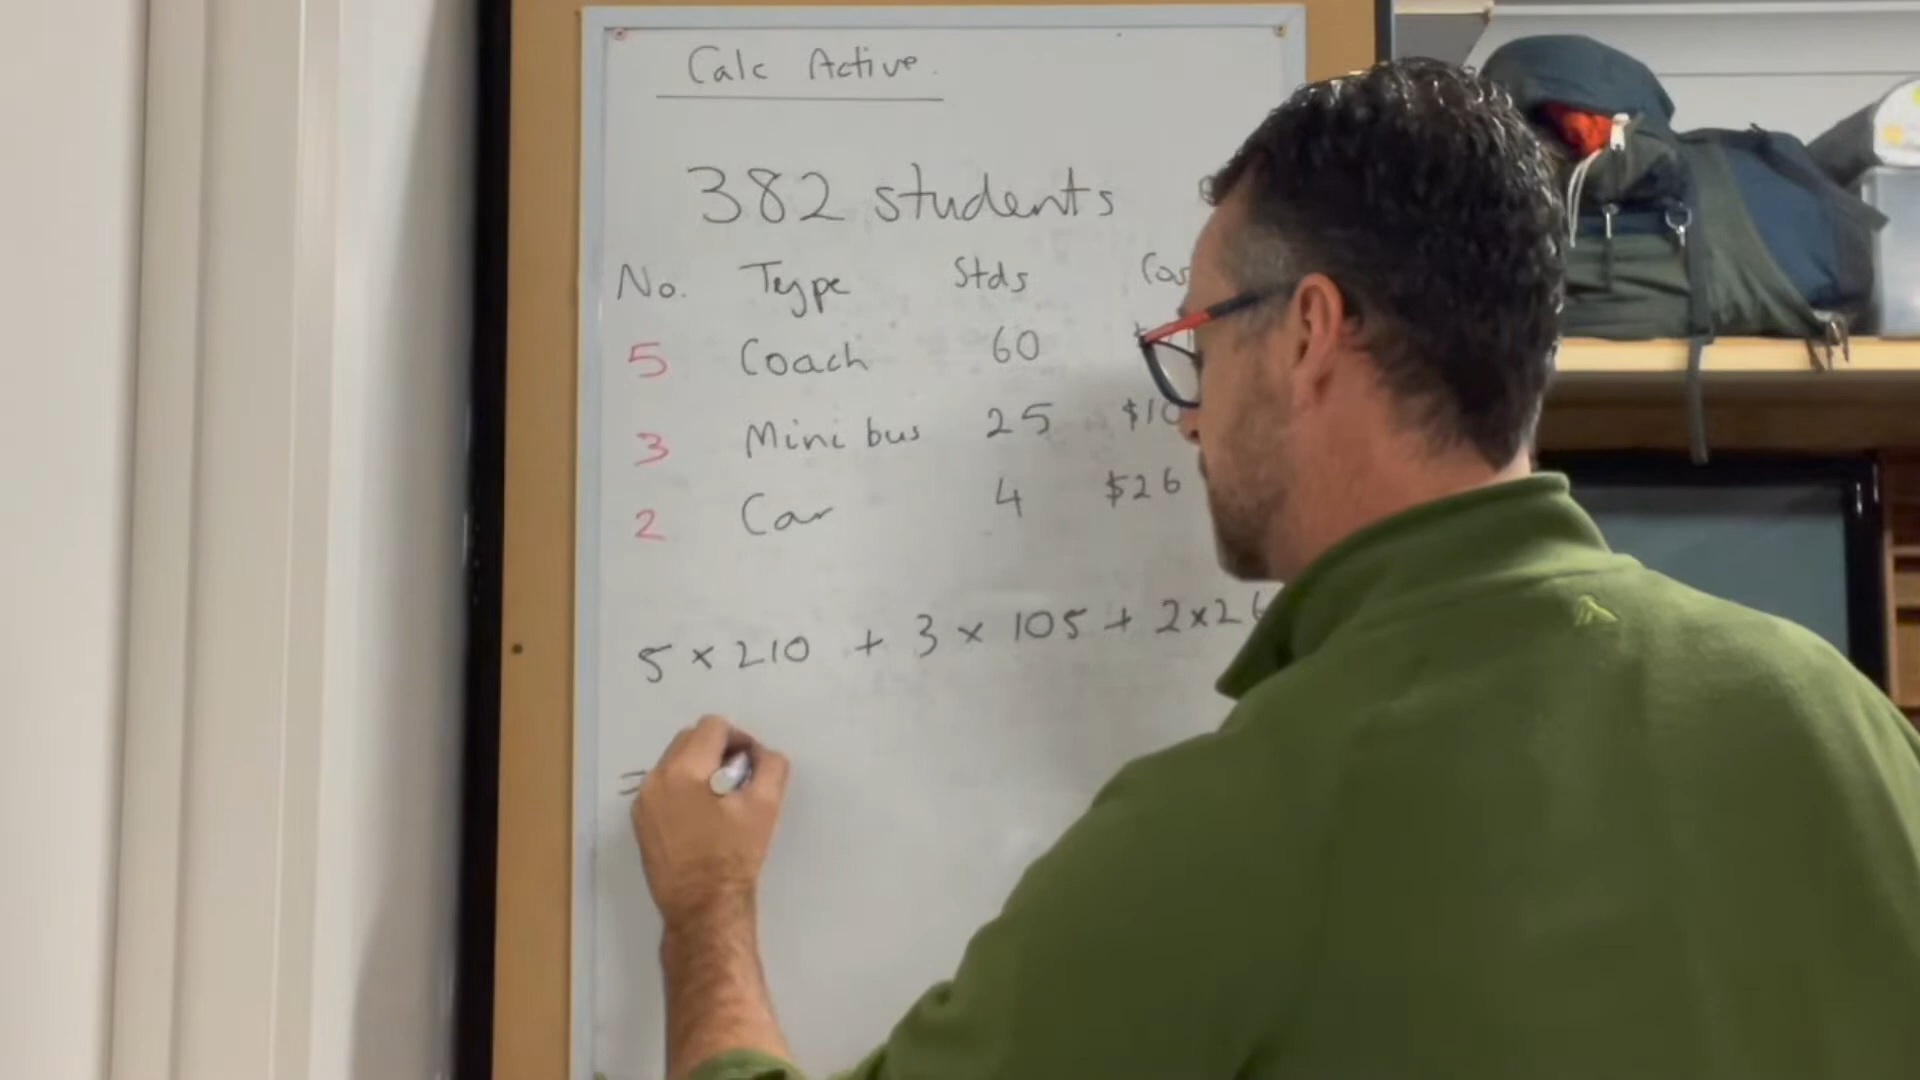 Calc Active.
382 students
No. Type Stds
5 Coach 60
3 Mini bus 25
2 Car 4 $26
5 × 210 + 3 × 105 + 2×26
=